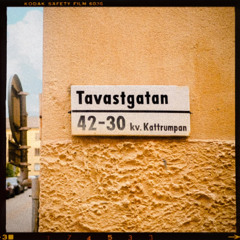 KODAK SAFETY FILM 6010
Tavastgatan
42-30 kv. Kattrumpan